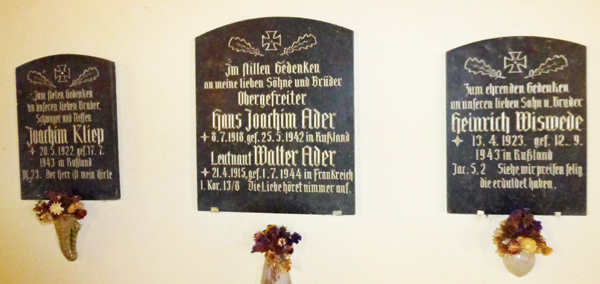 Im steten Gedenken
an unseren lieben Bruder,
Schwager und Neffen
Joachim Kliep
28.5.1922, gef. 17.7.
1943 in Rußland
Ps. 23. Der Herr ist mein Hirte
Im stillen Gedenken
an meine lieben Söhne und Brüder
Obergefreiter
Hans Joachim Ader
8.7.1918, gef. 25.5.1942 in Rußland
Leutnant Walter Ader
21.4.1915, gef. 1.7.1944 in Frankreich
1. Kor. 13/8 Die Liebe höret nimmer auf.
Zum ehrenden Gedenken
an unseren lieben Sohn u. Bruder
Heinrich Wiswede
13.4.1923. gef. 12. 9.
1943 in Rußland
Jac. 5,2 Siehe, wir preisen selig
die erduldet haben.